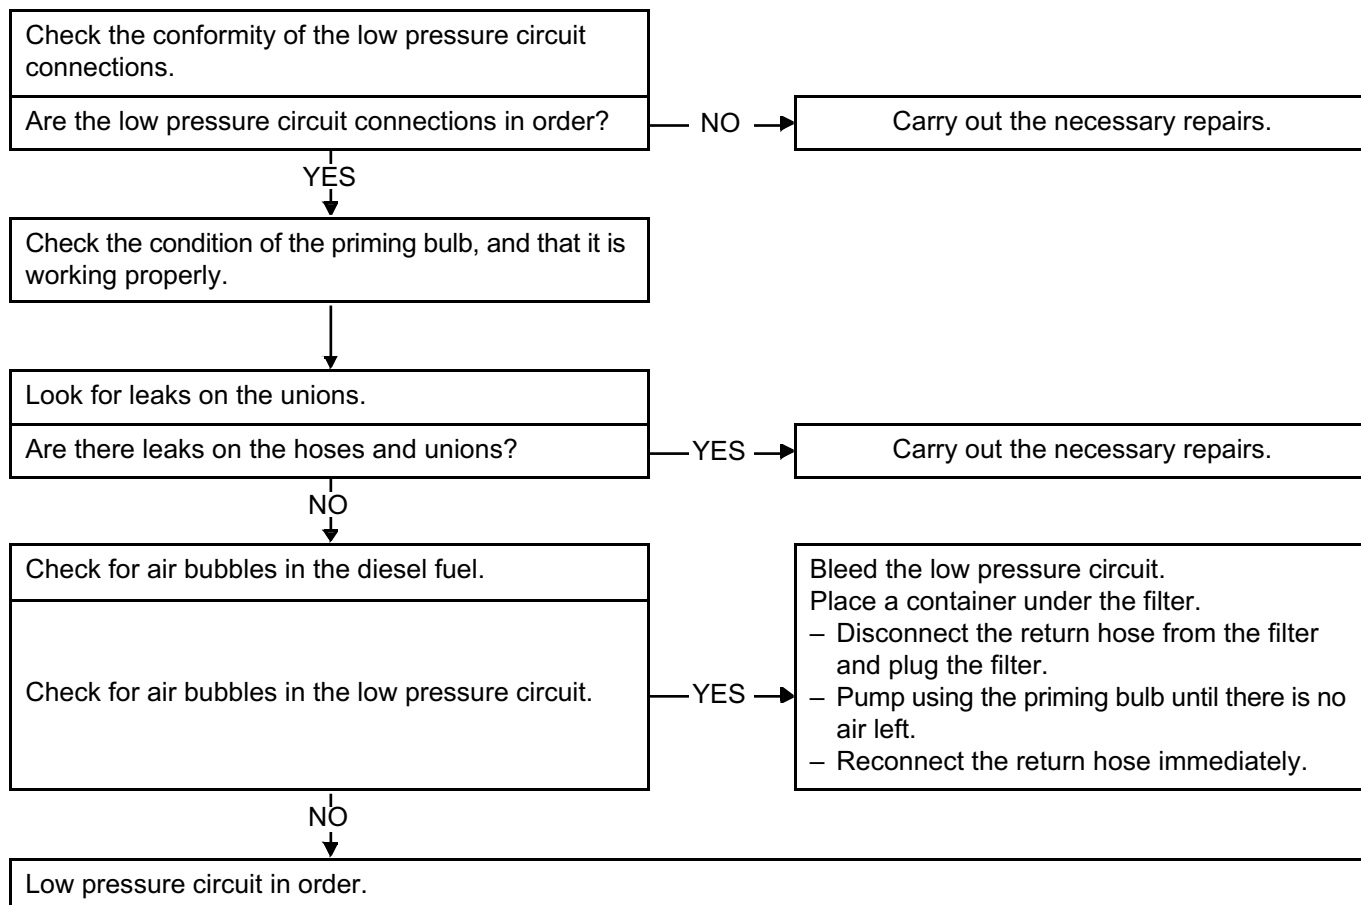 Check the conformity of the low pressure circuit
connections.
Are the low pressure circuit connections in order?
NO
Carry out the necessary repairs.
YES
Check the condition of the priming bulb, and that it is
working properly.
Look for leaks on the unions.
Are there leaks on the hoses and unions?
YES
Carry out the necessary repairs.
NO
Check for air bubbles in the diesel fuel.
Check for air bubbles in the low pressure circuit.
YES
Bleed the low pressure circuit.
Place a container under the filter.
– Disconnect the return hose from the filter
and plug the filter.
– Pump using the priming bulb until there is no
air left.
– Reconnect the return hose immediately.
NO
Low pressure circuit in order.